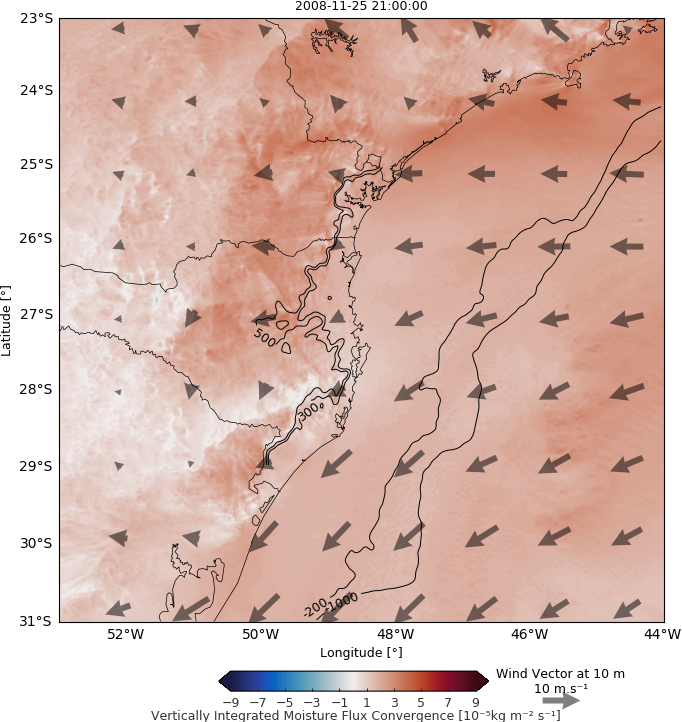 2008-11-25 21:00:00
23°S
24°S
25°S
26°S
27°S
28°S
29°S
30°S
31°S
Latitude [°]
500
300
-200
-1000
52°W 50°W 48°W 46°W 44°W
Longitude [°]
−9 −7 −5 −3 −1 1 3 5 7 9
Wind Vector at 10 m
10 m.s⁻¹
Vertically Integrated Moisture Flux Convergence [10⁻⁵kg m⁻² s⁻¹]